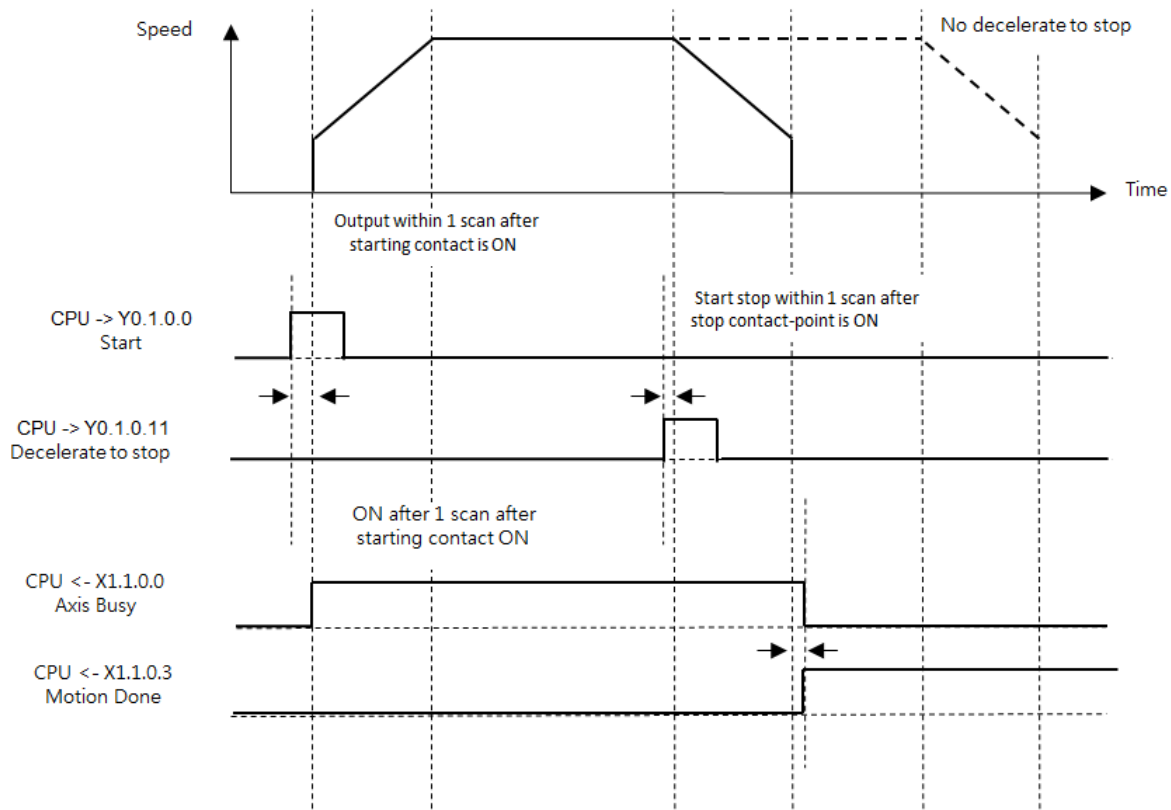 Speed
No decelerate to stop
Time
Output within 1 scan after
starting contact is ON
Start stop within 1 scan after
stop contact-point is ON
CPU -> Y0.1.0.0
Start
CPU -> Y0.1.0.11
Decelerate to stop
ON after 1 scan after
starting contact ON
CPU <- X1.1.0.0
Axis Busy
CPU <- X1.1.0.3
Motion Done